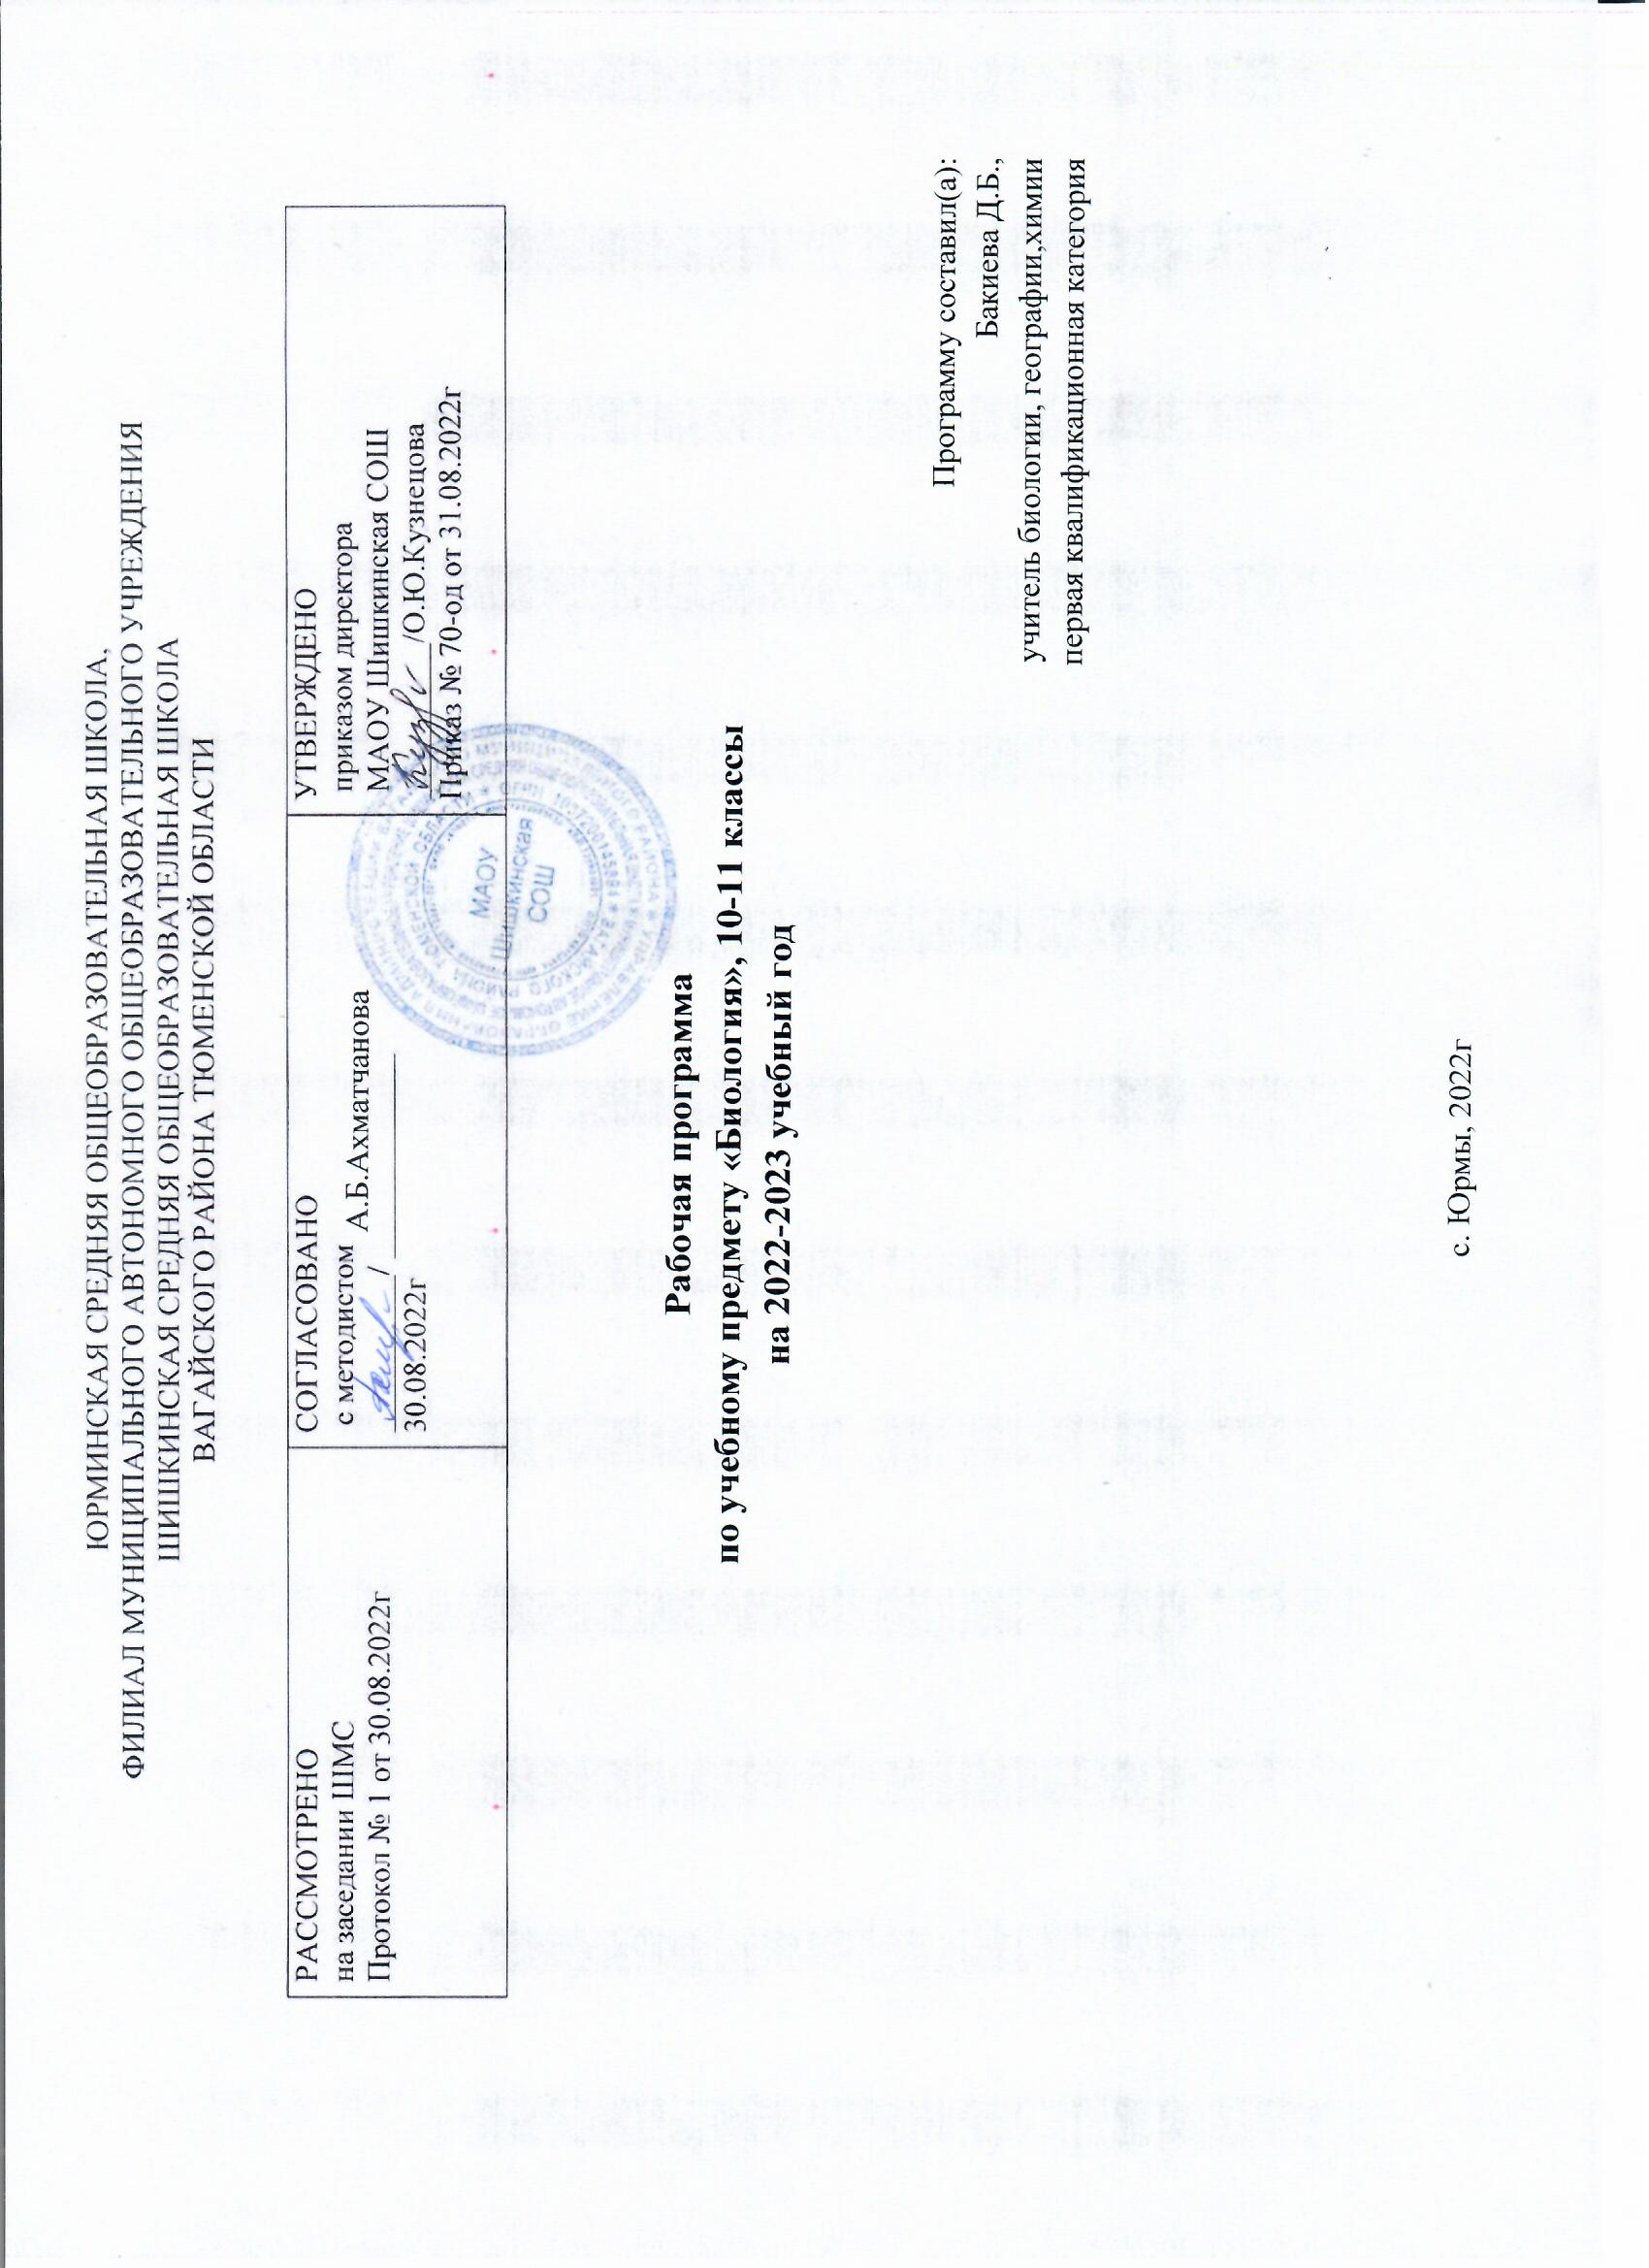 ЮРМИНСКАЯ СРЕДНЯЯ ОБЩЕОБРАЗОВАТЕЛЬНАЯ ШКОЛА,
ФИЛИАЛ МУНИЦИПАЛЬНОГО АВТОНОМНОГО ОБЩЕОБРАЗОВАТЕЛЬНОГО УЧРЕЖДЕНИЯ
ШИШКИНСКАЯ СРЕДНЯЯ ОБЩЕОБРАЗОВАТЕЛЬНАЯ ШКОЛА
ВАГАЙСКОГО РАЙОНА ТЮМЕНСКОЙ ОБЛАСТИ
РАССМОТРЕНО
на заседании ШМС
Протокол № 1 от 30.08.2022г
СОГЛАСОВАНО
с методистом А.Б.Ахматчанова
/
30.08.2022г
УТВЕРЖДЕНО
приказом директора
МАОУ Шишкинская СОШ
/О.Ю.Кузнецова
Приказ № 70-од от 31.08.2022г
МАОУ
Шишкинская
СОШ
Рабочая программа
по учебному предмету «Биология», 10-11 классы
на 2022-2023 учебный год
Программу составил(а):
Бакиева Д.Б.,
учитель биологии, географии,химии
первая квалификационная категория
с. Юрмы, 2022г